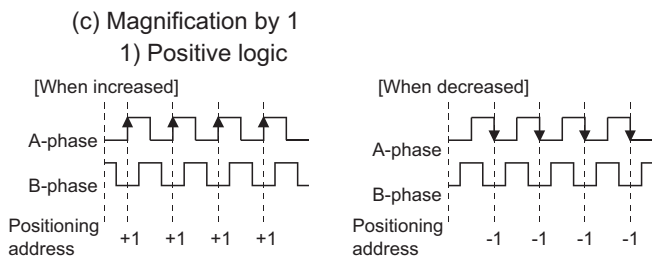 (c) Magnification by 1
1) Positive logic
[When increased]
A-phase
B-phase
Positioning
address
+1 +1 +1 +1
[When decreased]
A-phase
B-phase
Positioning
address
-1 -1 -1 -1